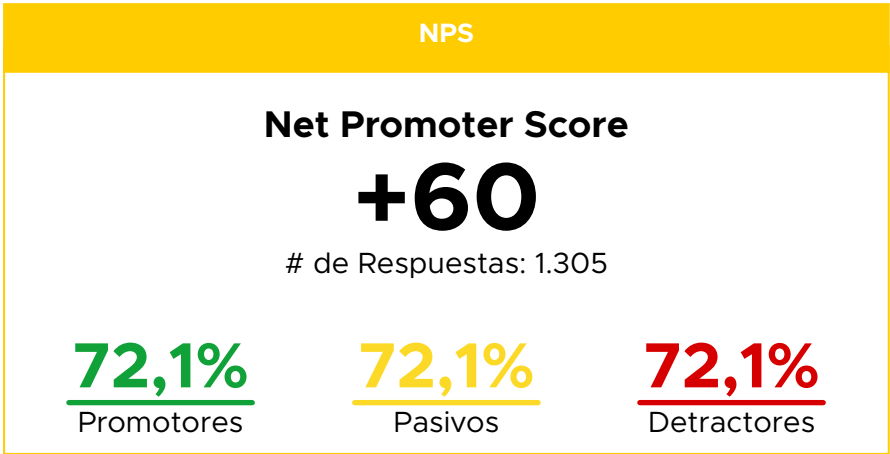 NPS
Net Promoter Score
+60
# de Respuestas: 1.305
72,1% 72,1% 72,1%
Promotores Pasivos Detractores